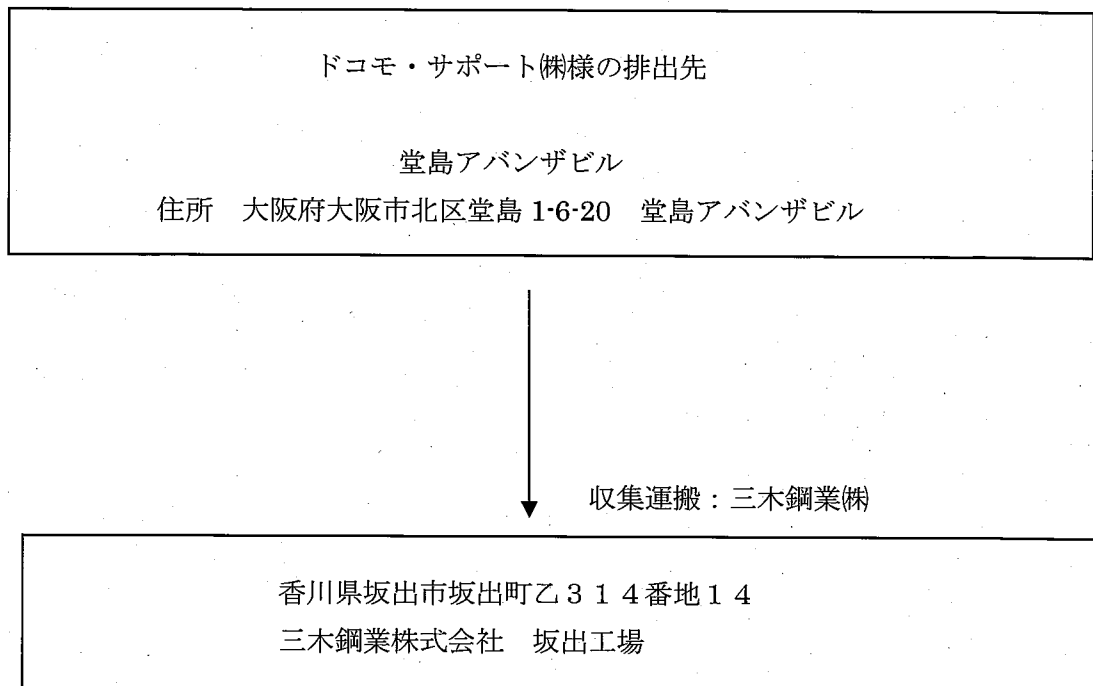 ドコモ・サポート㈱様の排出先
堂島アバンザビル
住所　大阪府大阪市北区堂島 1-6-20　堂島アバンザビル
収集運搬：三木鋼業㈱
香川県坂出市坂出町乙３１４番地１４
三木鋼業株式会社　坂出工場